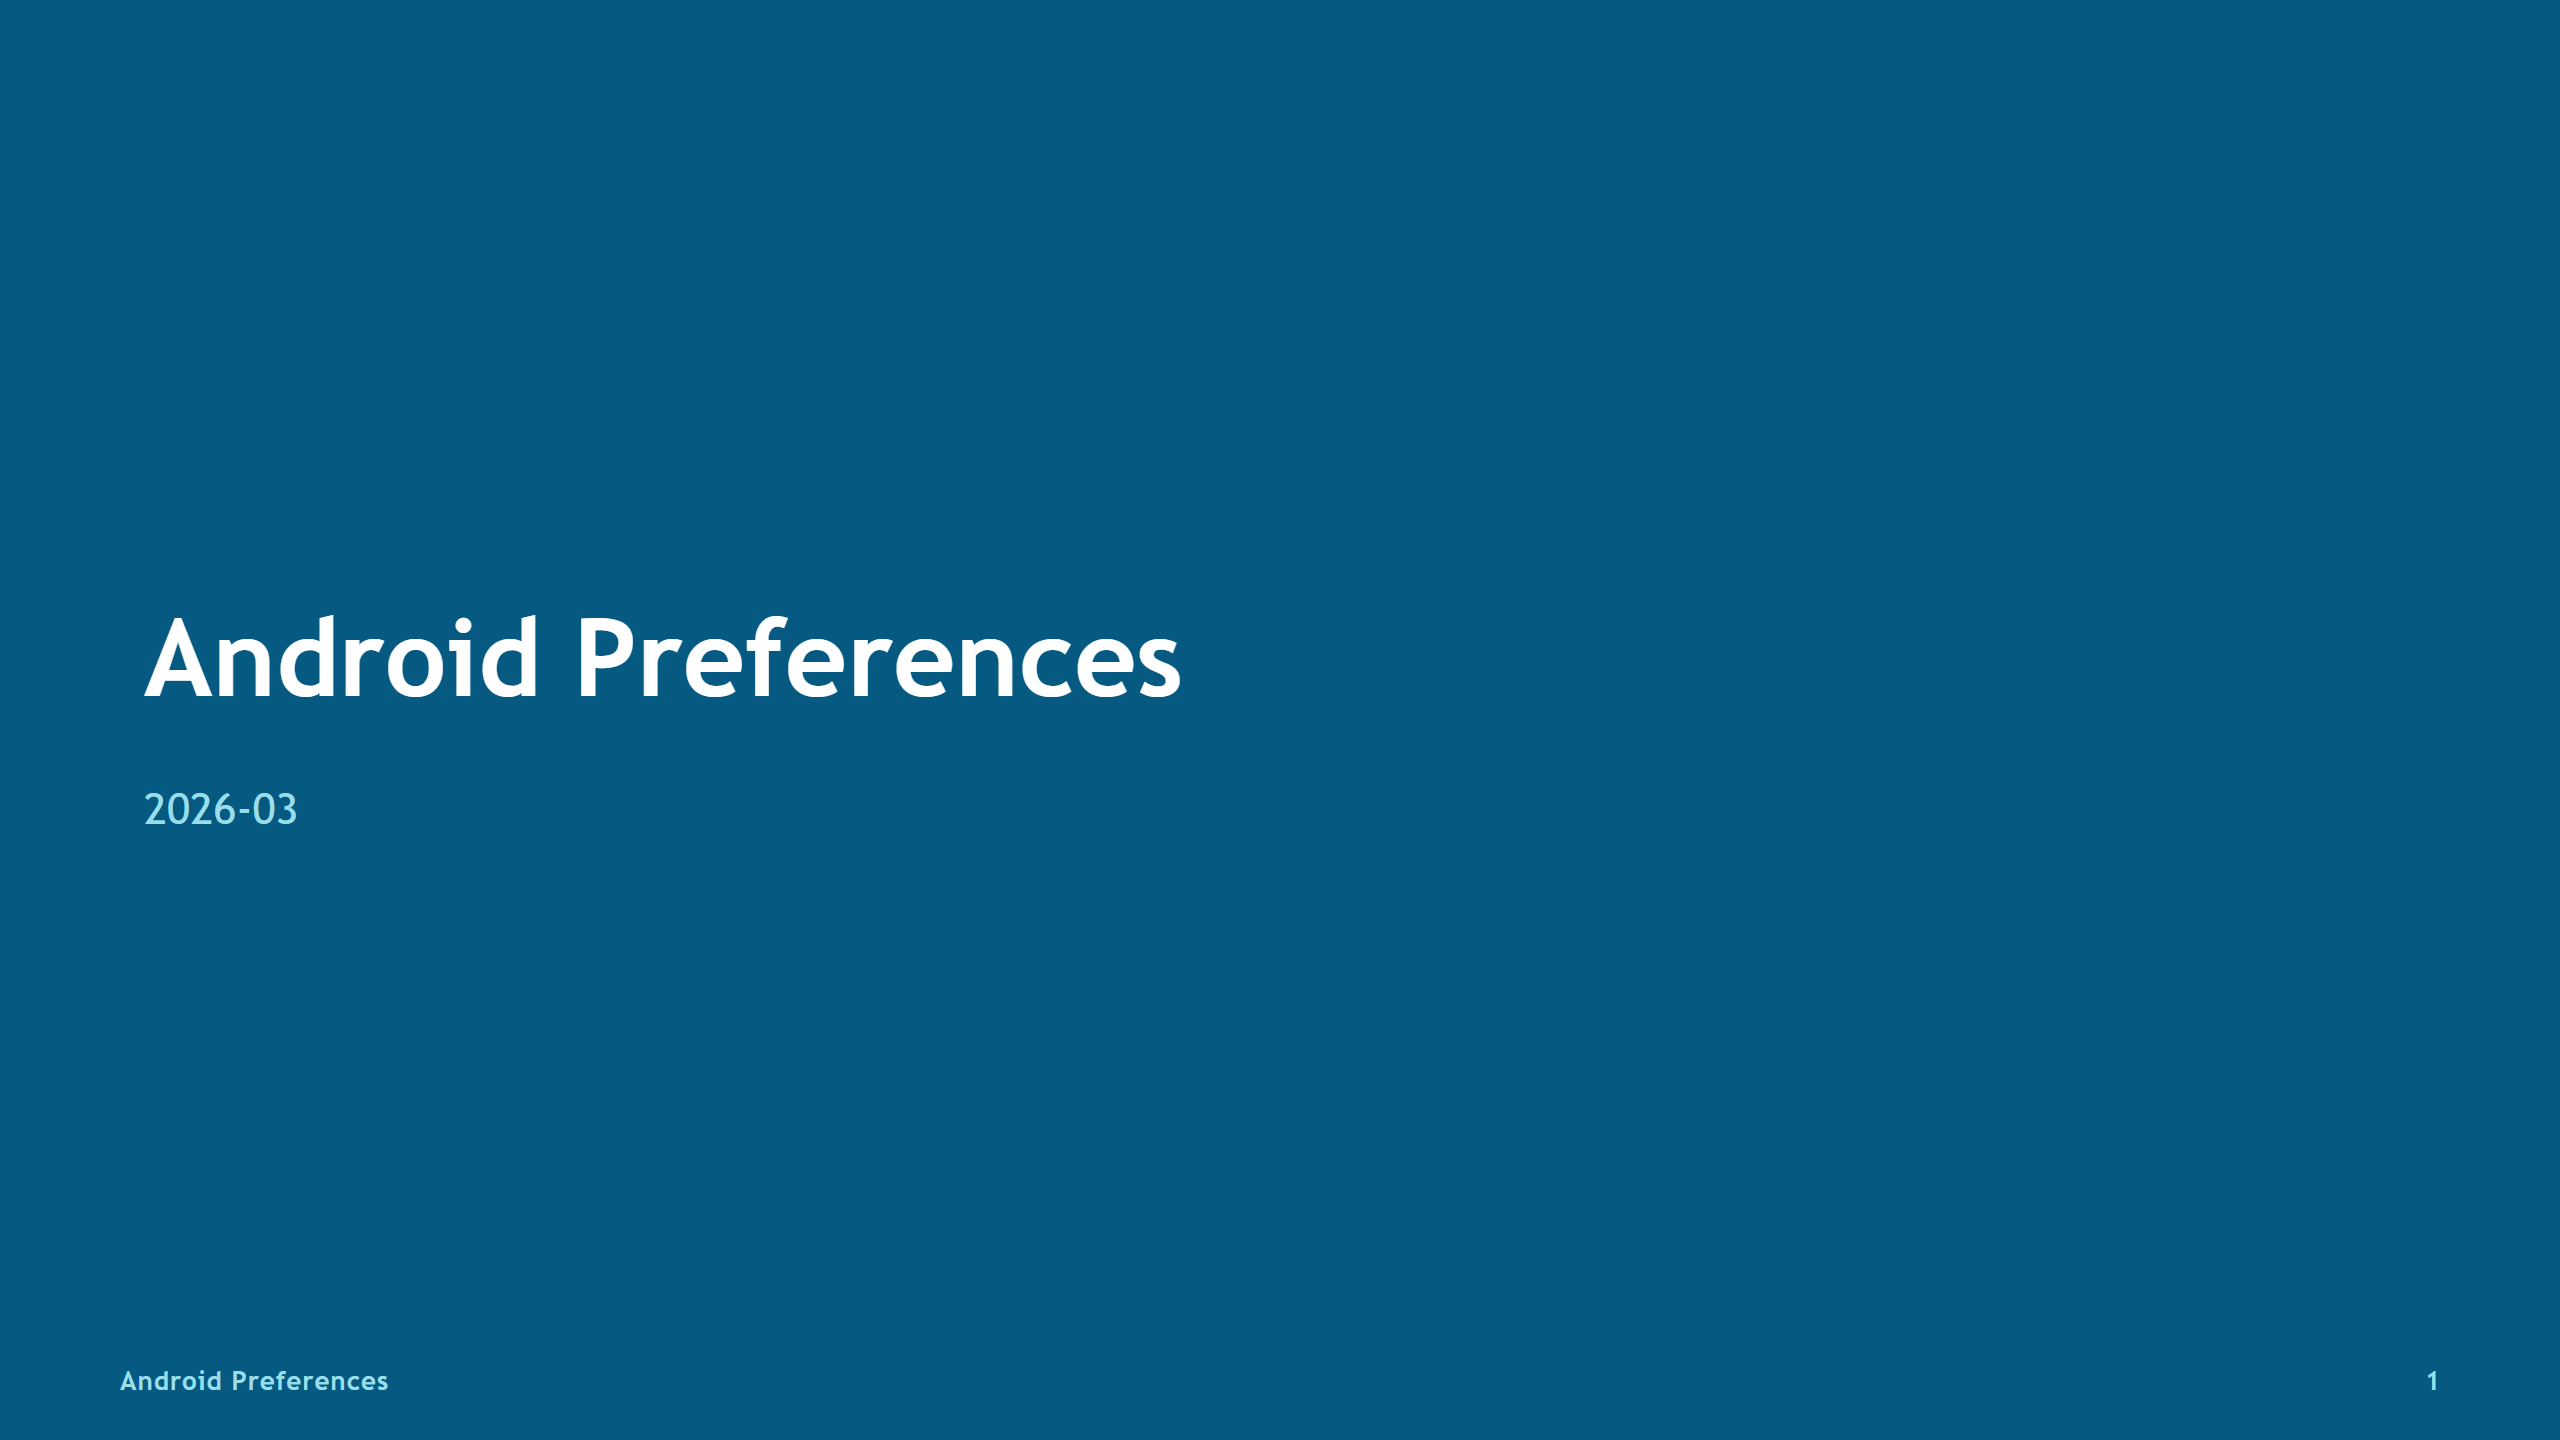 Android Preferences
2026-03
Android Preferences
1